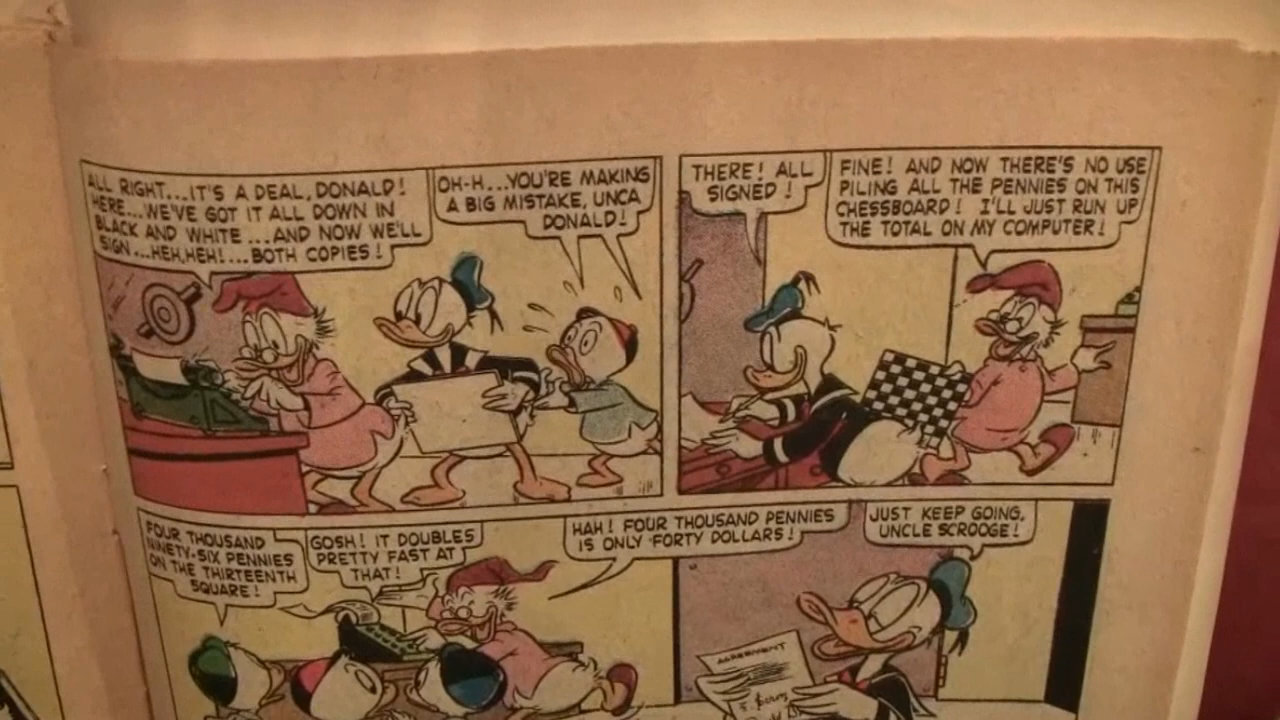 ALL RIGHT...IT'S A DEAL, DONALD!
HERE...WE'VE GOT IT ALL DOWN IN
BLACK AND WHITE...AND NOW WE'LL
SIGN...HEH,HEH!...BOTH COPIES!
OH-H...YOU'RE MAKING
A BIG MISTAKE, UNCA
DONALD!
THERE! ALL
SIGNED!
FINE! AND NOW THERE'S NO USE
PILING ALL THE PENNIES ON THIS
CHESSBOARD! I'LL JUST RUN UP
THE TOTAL ON MY COMPUTER!
FOUR THOUSAND
NINETY-SIX PENNIES
ON THE THIRTEENTH
SQUARE!
GOSH! IT DOUBLES
PRETTY FAST AT
THAT!
HAH! FOUR THOUSAND PENNIES
IS ONLY FORTY DOLLARS!
JUST KEEP GOING,
UNCLE SCROOGE!
AGREEMENT